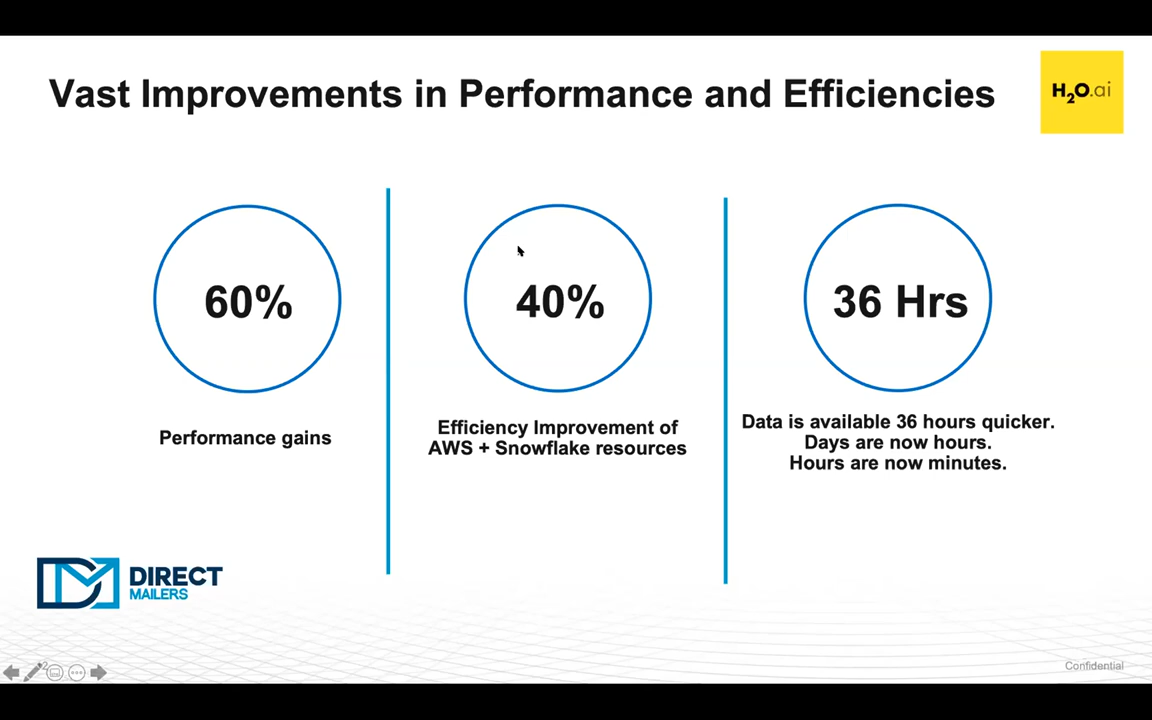 Vast Improvements in Performance and Efficiencies
H2O.ai
60%
40%
36 Hrs
Performance gains
Efficiency Improvement of
AWS + Snowflake resources
Data is available 36 hours quicker.
Days are now hours.
Hours are now minutes.
DM
DIRECT
MAILERS
Confidential